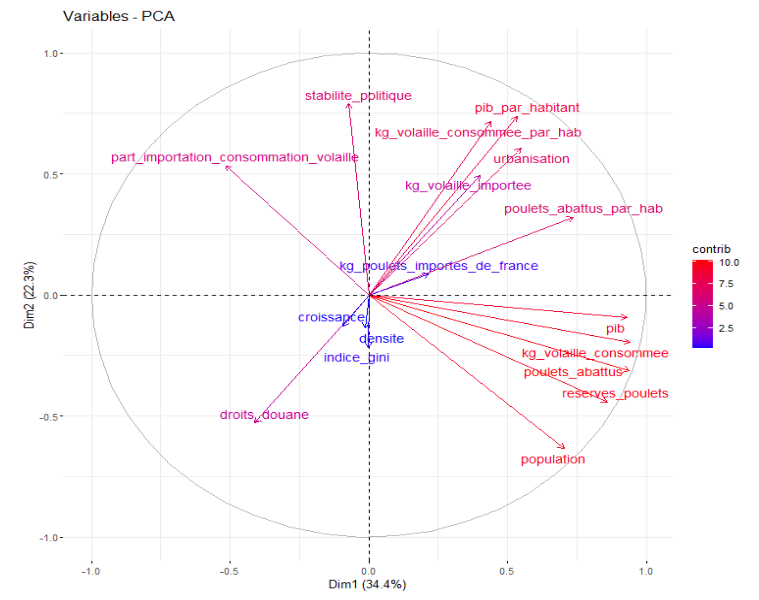 Variables - PCA
1.0
stabilite_politique
pib_par_habitant
kg_volaille_consommee_par_hab
part_importation_consommation_volaille
urbanisation
0.5
kg_volaille_importee
poulets_abattus_par_hab
contrib
10.0
7.5
5.0
2.5
kg_poulets_importes_de_france
Dim2 (22.3%)
0.0
croissance
pib
densite
indice_gini
kg_volaille_consommee
poulets_abattus
reserves_poulets
droits_douane
-0.5
population
-1.0
-1.0
-0.5
0.0
0.5
1.0
Dim1 (34.4%)